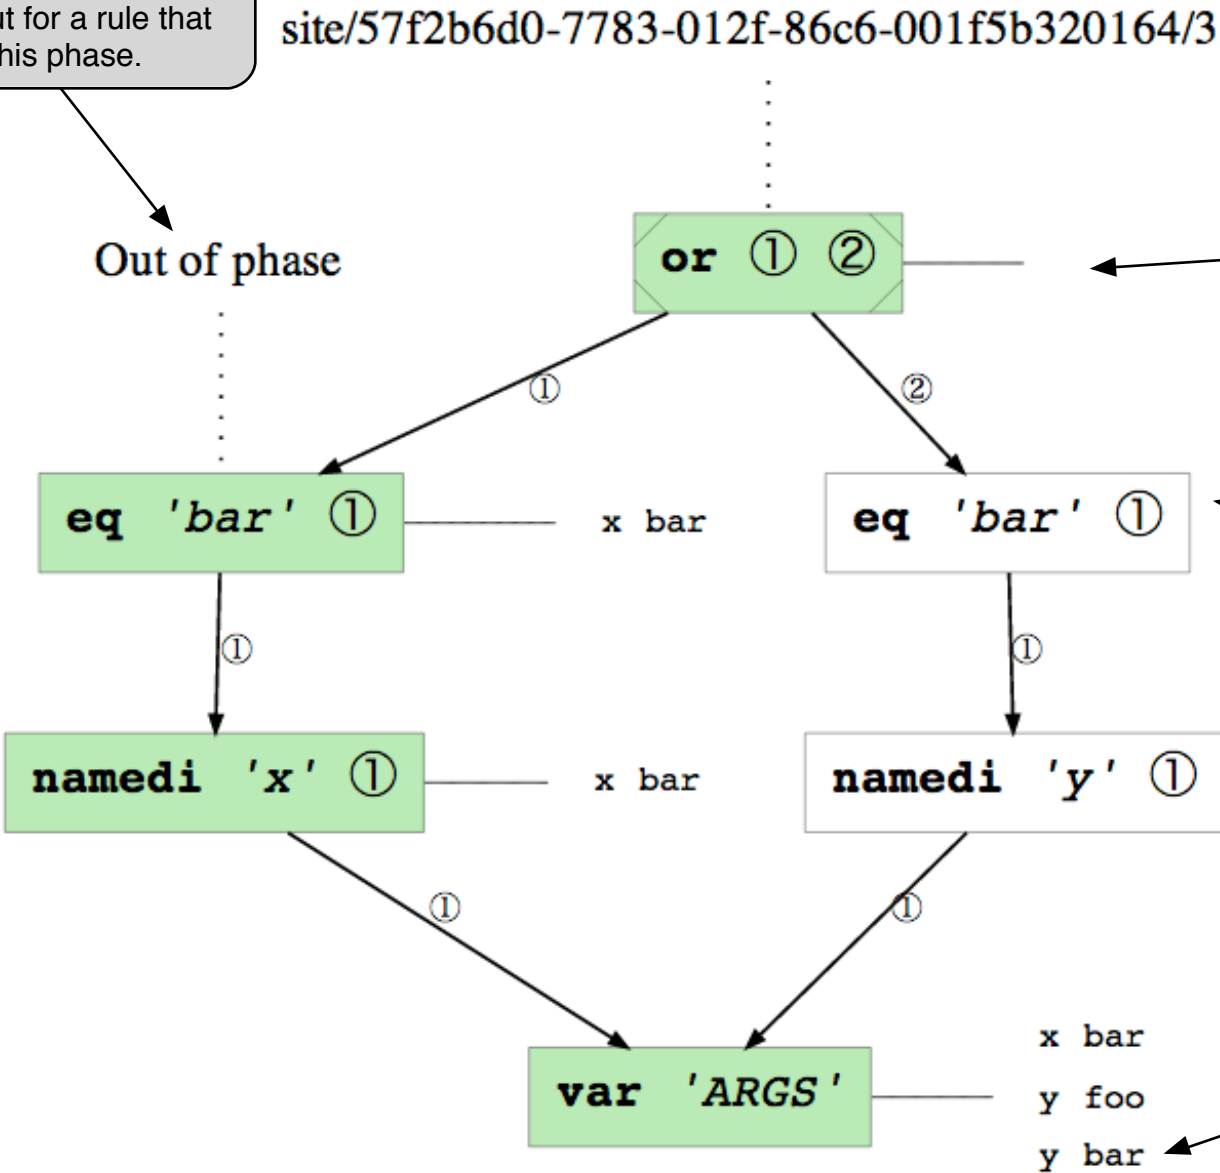 for a rule that
his phase.
site/57f2b6d0-7783-012f-86c6-001f5b320164/3
Out of phase
or ① ②
① ②
eq 'bar' ① x bar eq 'bar' ①
① ①
namedi 'x' ① x bar namedi 'y' ①
① ①
x bar
var 'ARGS' y foo
y bar